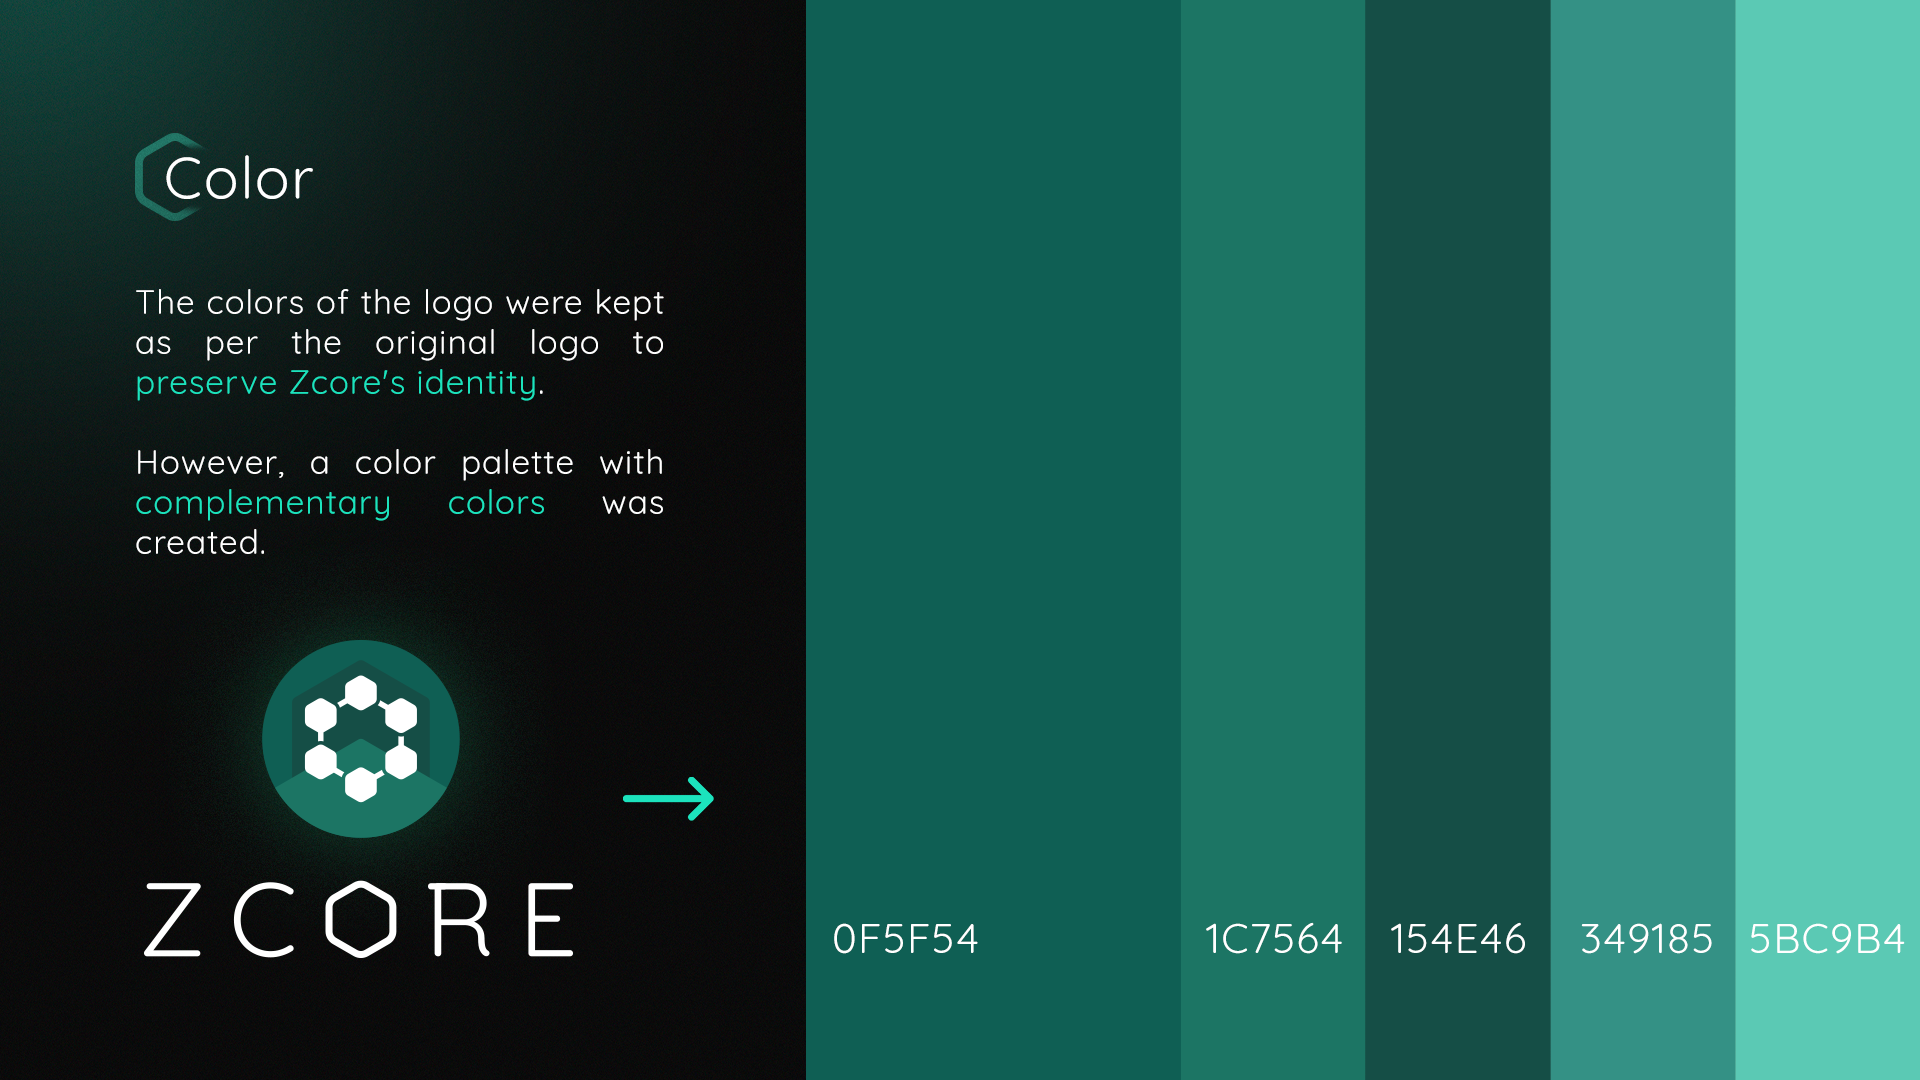 Color
The colors of the logo were kept
as per the original logo to
preserve Zcore's identity.
However, a color palette with
complementary colors was
created.
ZCORE
0F5F54
1C7564
154E46
349185
5BC9B4